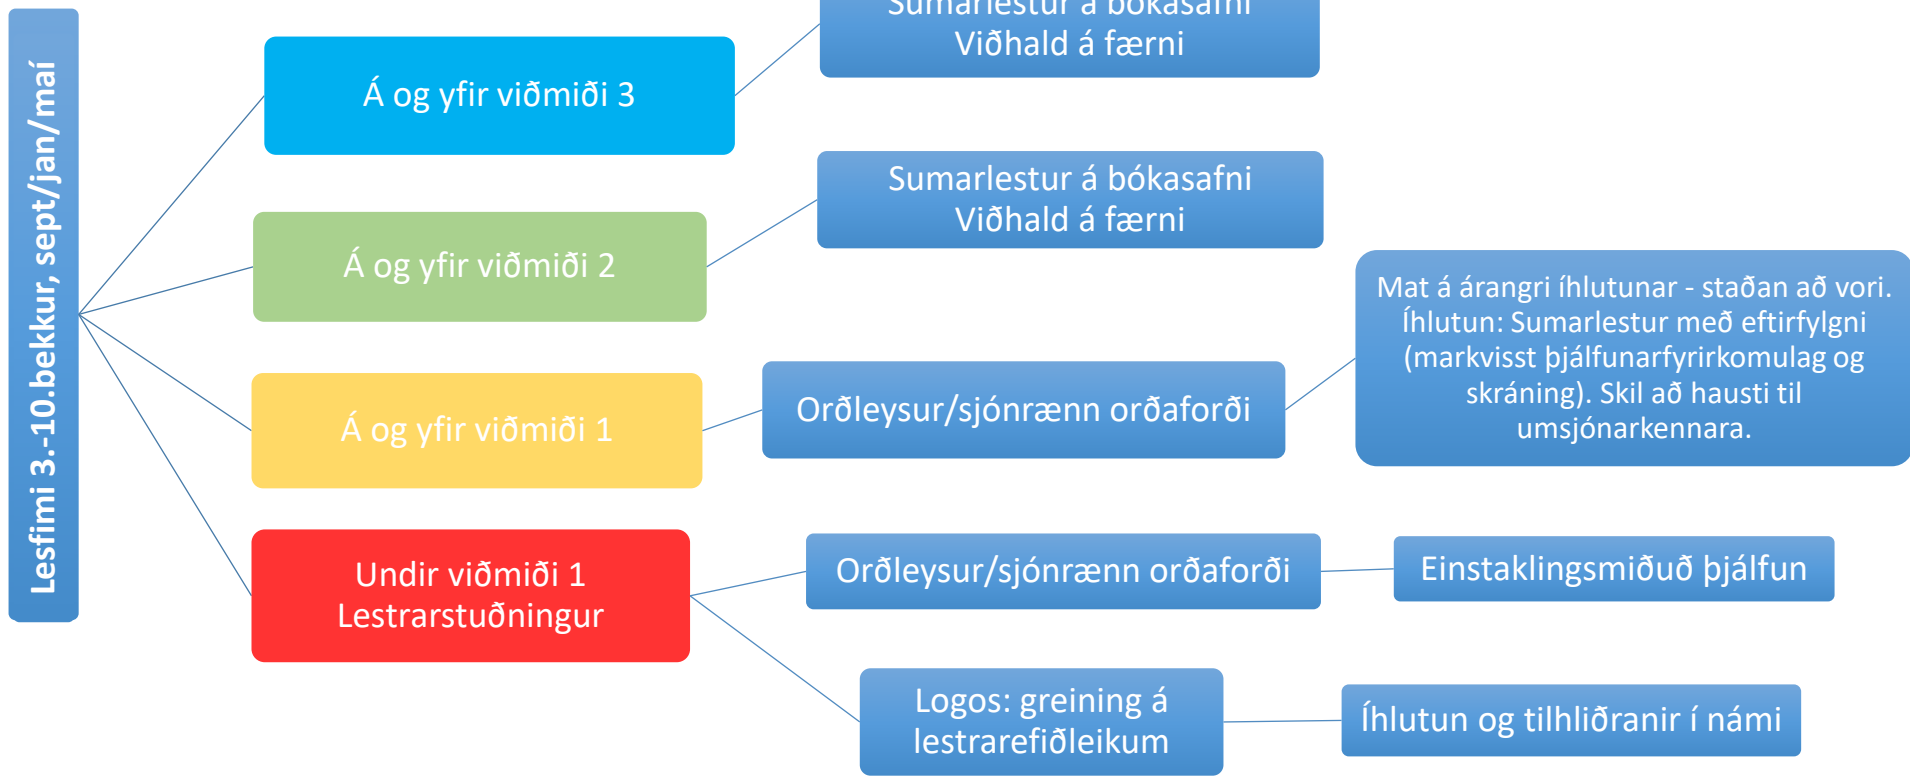 Lesfimi 3.-10.bekkur, sept/jan/maí
Á og yfir viðmiði 3
Sumarlestur á bókasafni
Viðhald á færni
Á og yfir viðmiði 2
Sumarlestur á bókasafni
Viðhald á færni
Á og yfir viðmiði 1
Orðleysur/sjónrænn orðaforði
Mat á árangri íhlutunar - staðan að vori.
Íhlutun: Sumarlestur með eftirfylgni
(markvisst þjálfunarfyrirkomulag og
skráning). Skil að hausti til
umsjónarkennara.
Undir viðmiði 1
Lestrarstuðningur
Orðleysur/sjónrænn orðaforði
Einstaklingsmiðuð þjálfun
Logos: greining á
lestrarefiðleikum
Íhlutun og tilhliðranir í námi